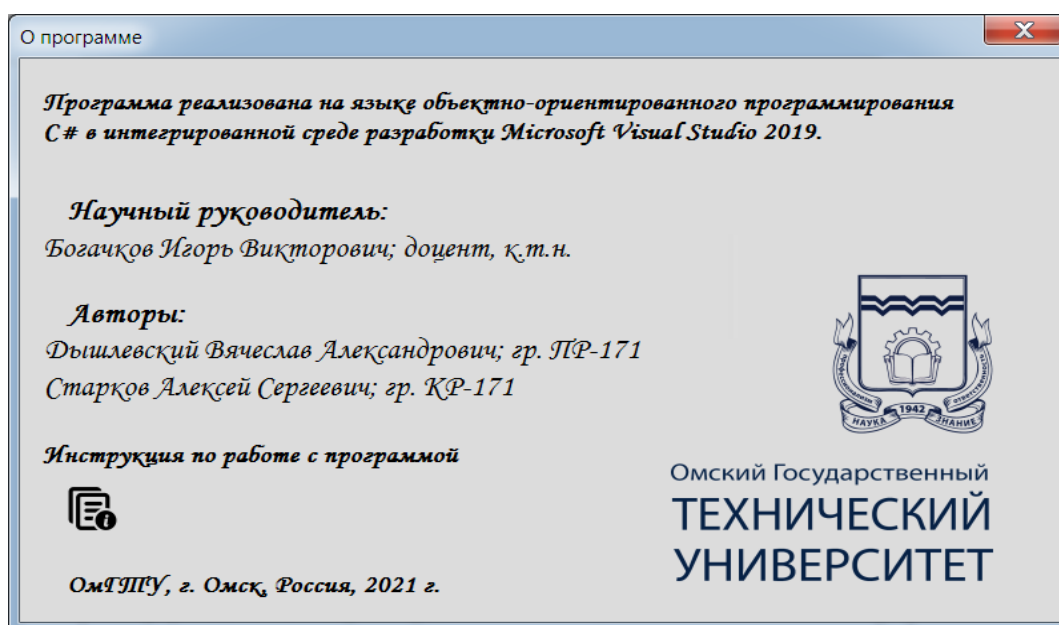 О программе
Программа реализована на языке объектно-ориентированного программирования
C# в интегрированной среде разработки Microsoft Visual Studio 2019.
Научный руководитель:
Богачков Игорь Викторович; доцент, к.т.н.
Авторы:
Дышлевский Вячеслав Александрович; гр. ПР-171
Старков Алексей Сергеевич; гр. КР-171
Инструкция по работе с программой
ОмГТУ, г. Омск, Россия, 2021 г.
профессионализм
ответственность
НАУКА 1942 ЗНАНИЕ
Омский Государственный
ТЕХНИЧЕСКИЙ
УНИВЕРСИТЕТ